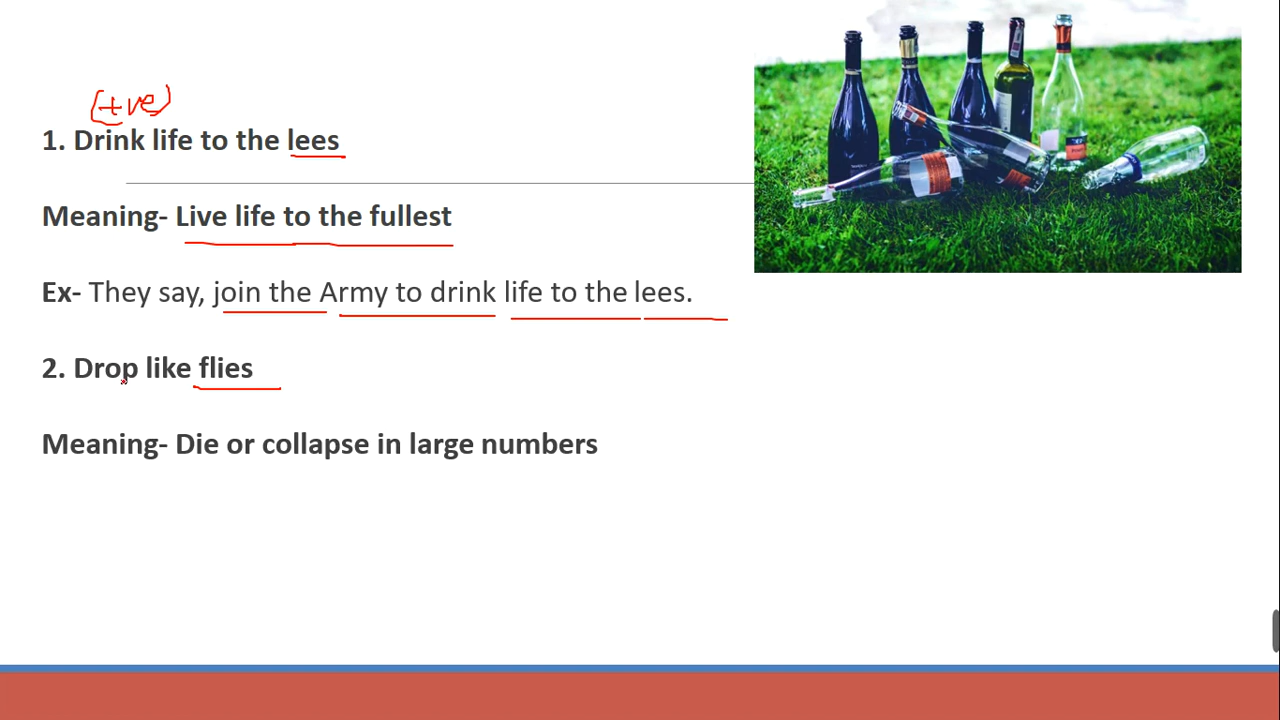 (+ve)
1. Drink life to the lees
Meaning- Live life to the fullest
Ex- They say, join the Army to drink life to the lees.
2. Drop like flies
Meaning- Die or collapse in large numbers